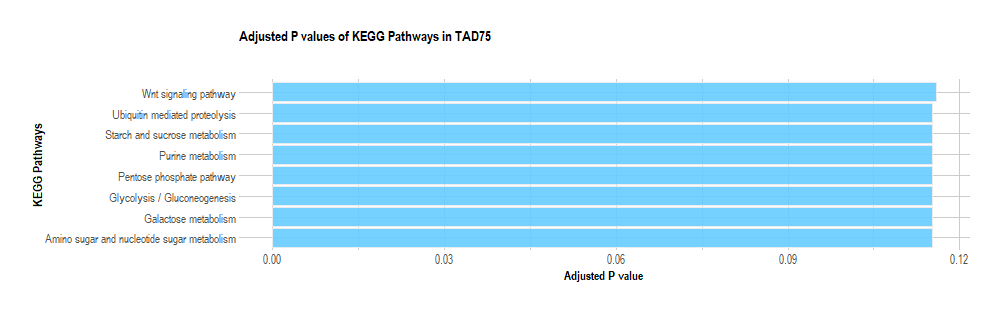 Adjusted P values of KEGG Pathways in TAD75
KEGG Pathways
Wnt signaling pathway
Ubiquitin mediated proteolysis
Starch and sucrose metabolism
Purine metabolism
Pentose phosphate pathway
Glycolysis / Gluconeogenesis
Galactose metabolism
Amino sugar and nucleotide sugar metabolism
0.00 0.03 0.06 0.09 0.12
Adjusted P value